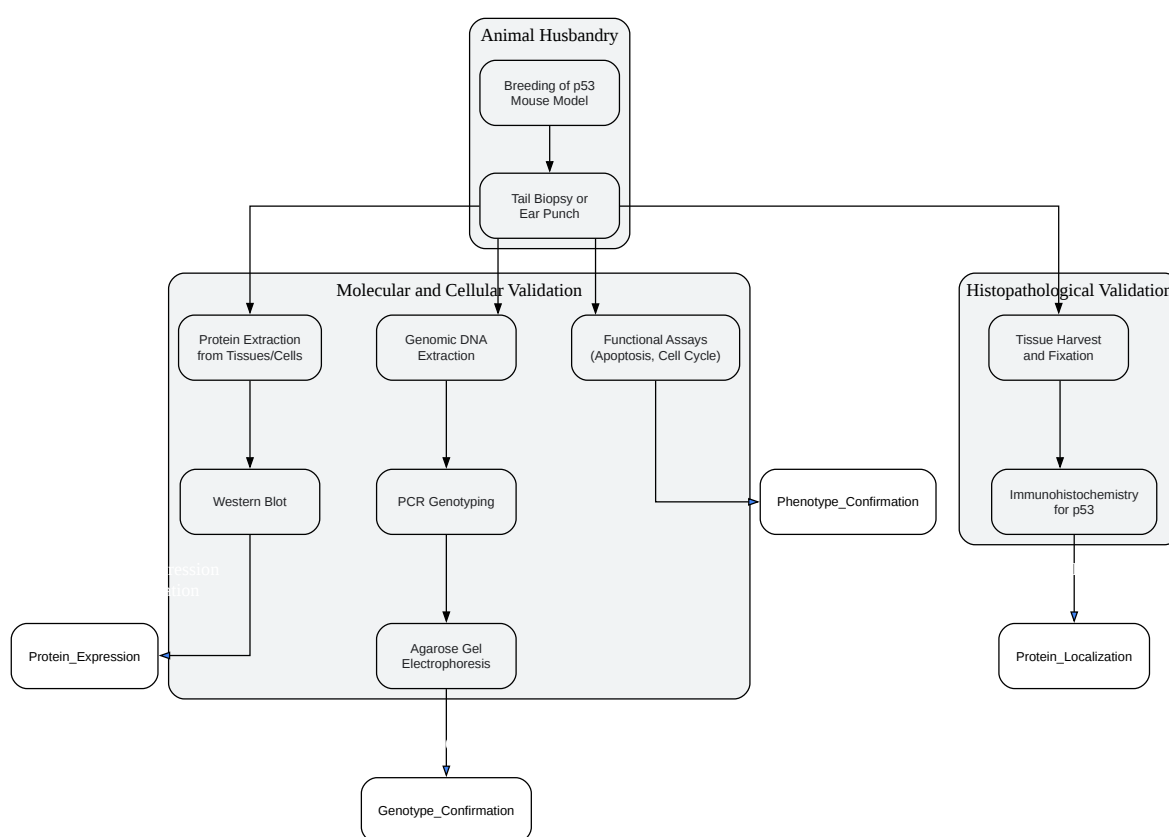 Animal Husbandry
Breeding of p53
Mouse Model
Tail Biopsy or
Ear Punch
Molecular and Cellular Validation
Histopathological Validation
Protein Extraction
from Tissues/Cells
Genomic DNA
Extraction
Functional Assays
(Apoptosis, Cell Cycle)
Tissue Harvest
and Fixation
Western Blot
PCR Genotyping
Phenotype_Confirmation
Immunohistochemistry
for p53
Protein_Expression
Agarose Gel
Electrophoresis
Protein_Localization
Genotype_Confirmation